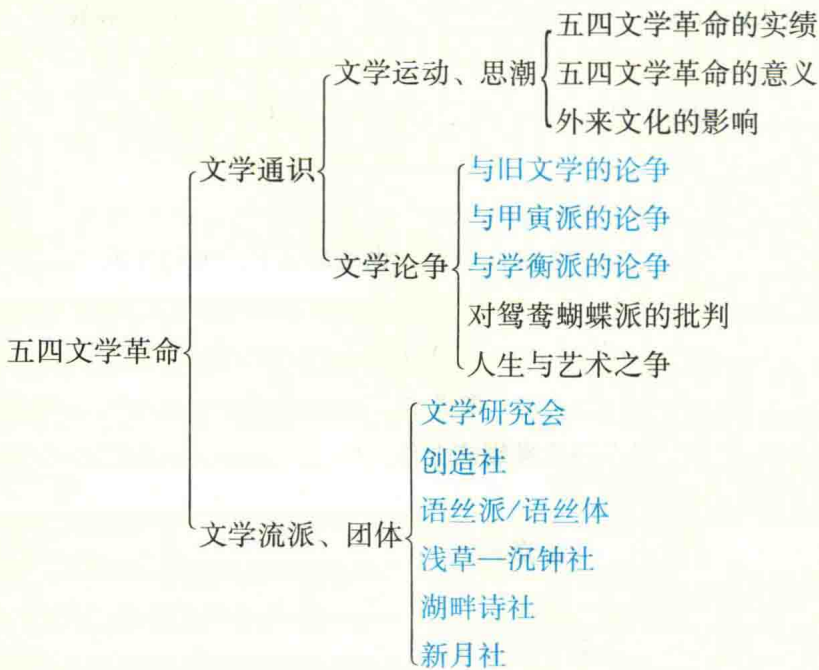 五四文学革命
文学通识
文学运动、思潮
五四文学革命的实绩
五四文学革命的意义
外来文化的影响
文学论争
与旧文学的论争
与甲寅派的论争
与学衡派的论争
对鸳鸯蝴蝶派的批判
人生与艺术之争
文学流派、团体
文学研究会
创造社
语丝派/语丝体
浅草—沉钟社
湖畔诗社
新月社